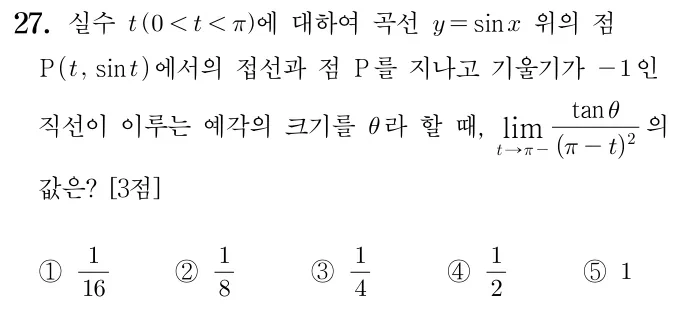 27. 실수 t(0<t<π)에 대하여 곡선 y=sin x 위의 점
P(t, sin t)에서의 접선과 점 P를 지나고 기울기가 −1인
직선이 이루는 예각의 크기를 θ라 할 때, lim_{t→π−} tanθ/(π−t)² 의
값은? [3점]
① 1/16 ② 1/8 ③ 1/4 ④ 1/2 ⑤ 1